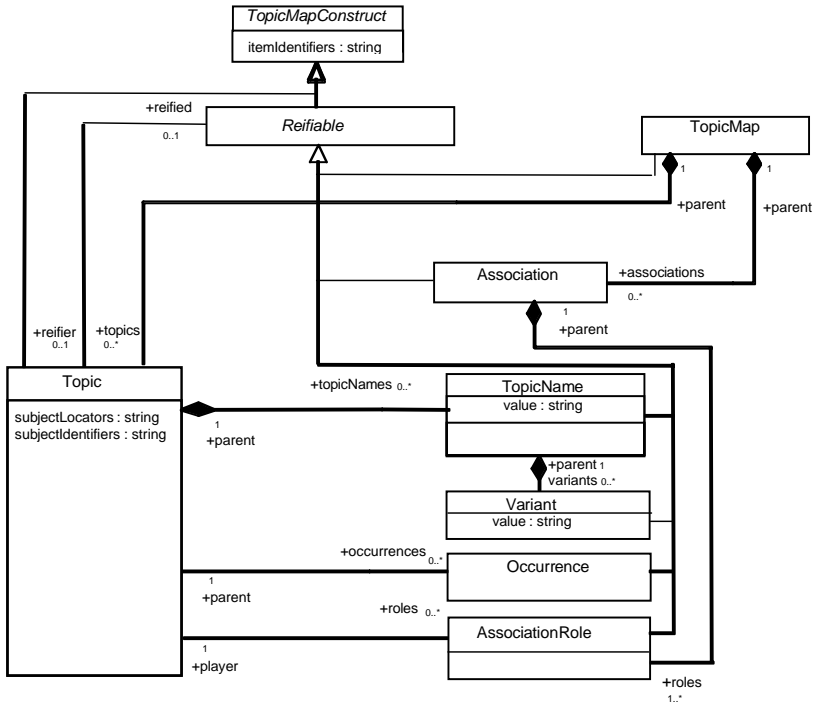 TopicMapConstruct
itemIdentifiers : string
+reified
0..1
Reifiable
TopicMap
1
+parent
1
+parent
Association
+associations
0..*
1
+parent
+reifier
0..1
+topics
0..*
Topic
subjectLocators : string
subjectIdentifiers : string
+topicNames 0..*
1
+parent
TopicName
value : string
+parent 1
variants 0..*
Variant
value : string
+occurrences 0..*
1
+parent
Occurrence
+roles 0..*
1
+player
AssociationRole
+roles
1..*